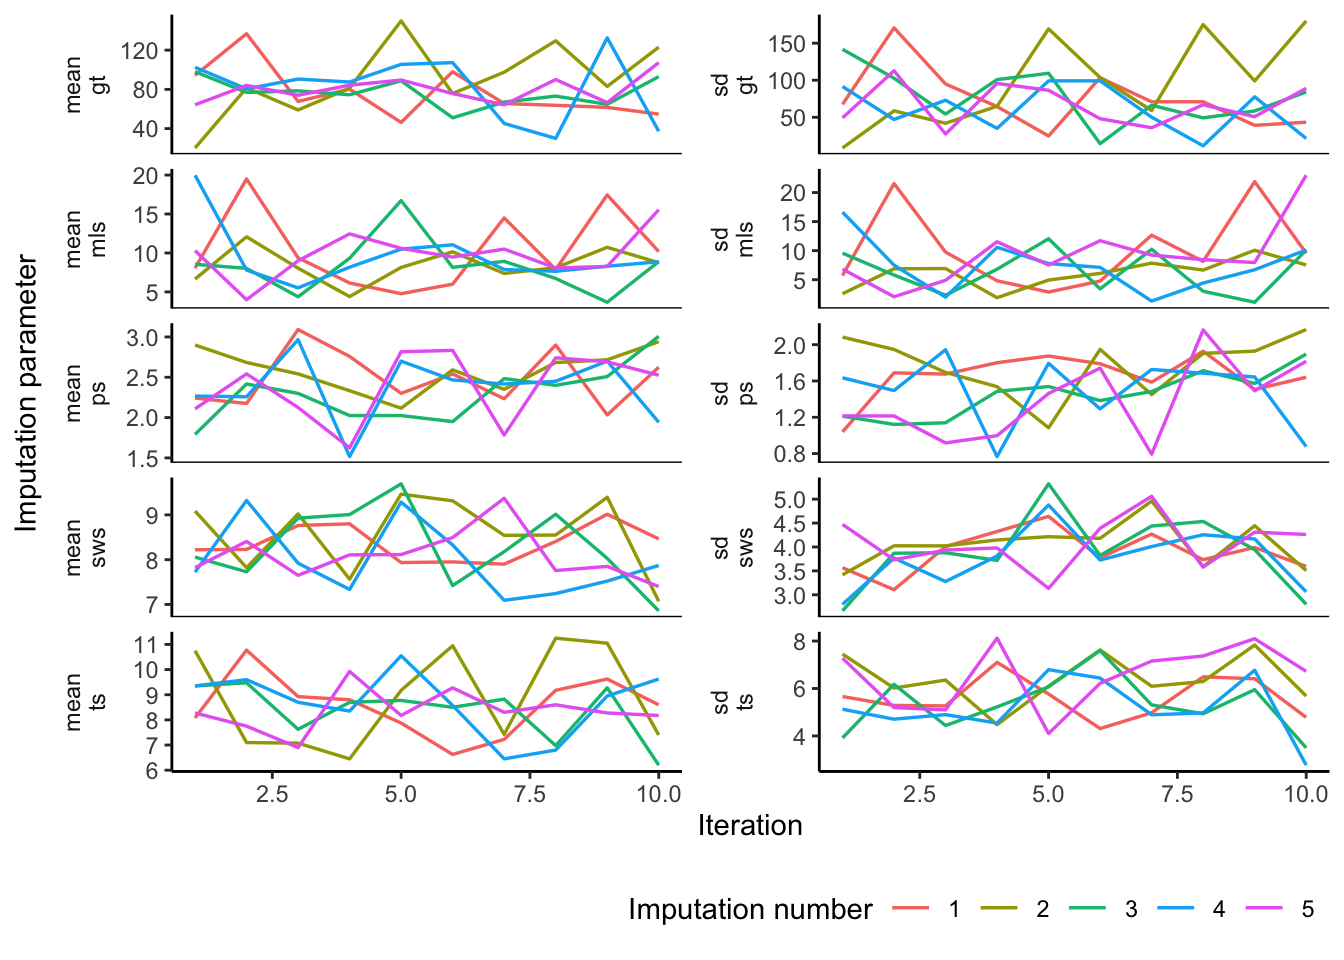 Imputation parameter
mean
gt
120
80
40
sd
gt
150
100
50
mean
mls
20
15
10
5
sd
mls
20
15
10
5
mean
ps
3.0
2.5
2.0
1.5
sd
ps
2.0
1.6
1.2
0.8
mean
sws
9
8
7
sd
sws
5.0
4.5
4.0
3.5
3.0
mean
ts
11
10
9
8
7
6
sd
ts
8
6
4
2.5 5.0 7.5 10.0
2.5 5.0 7.5 10.0
Iteration
Imputation number 1 2 3 4 5